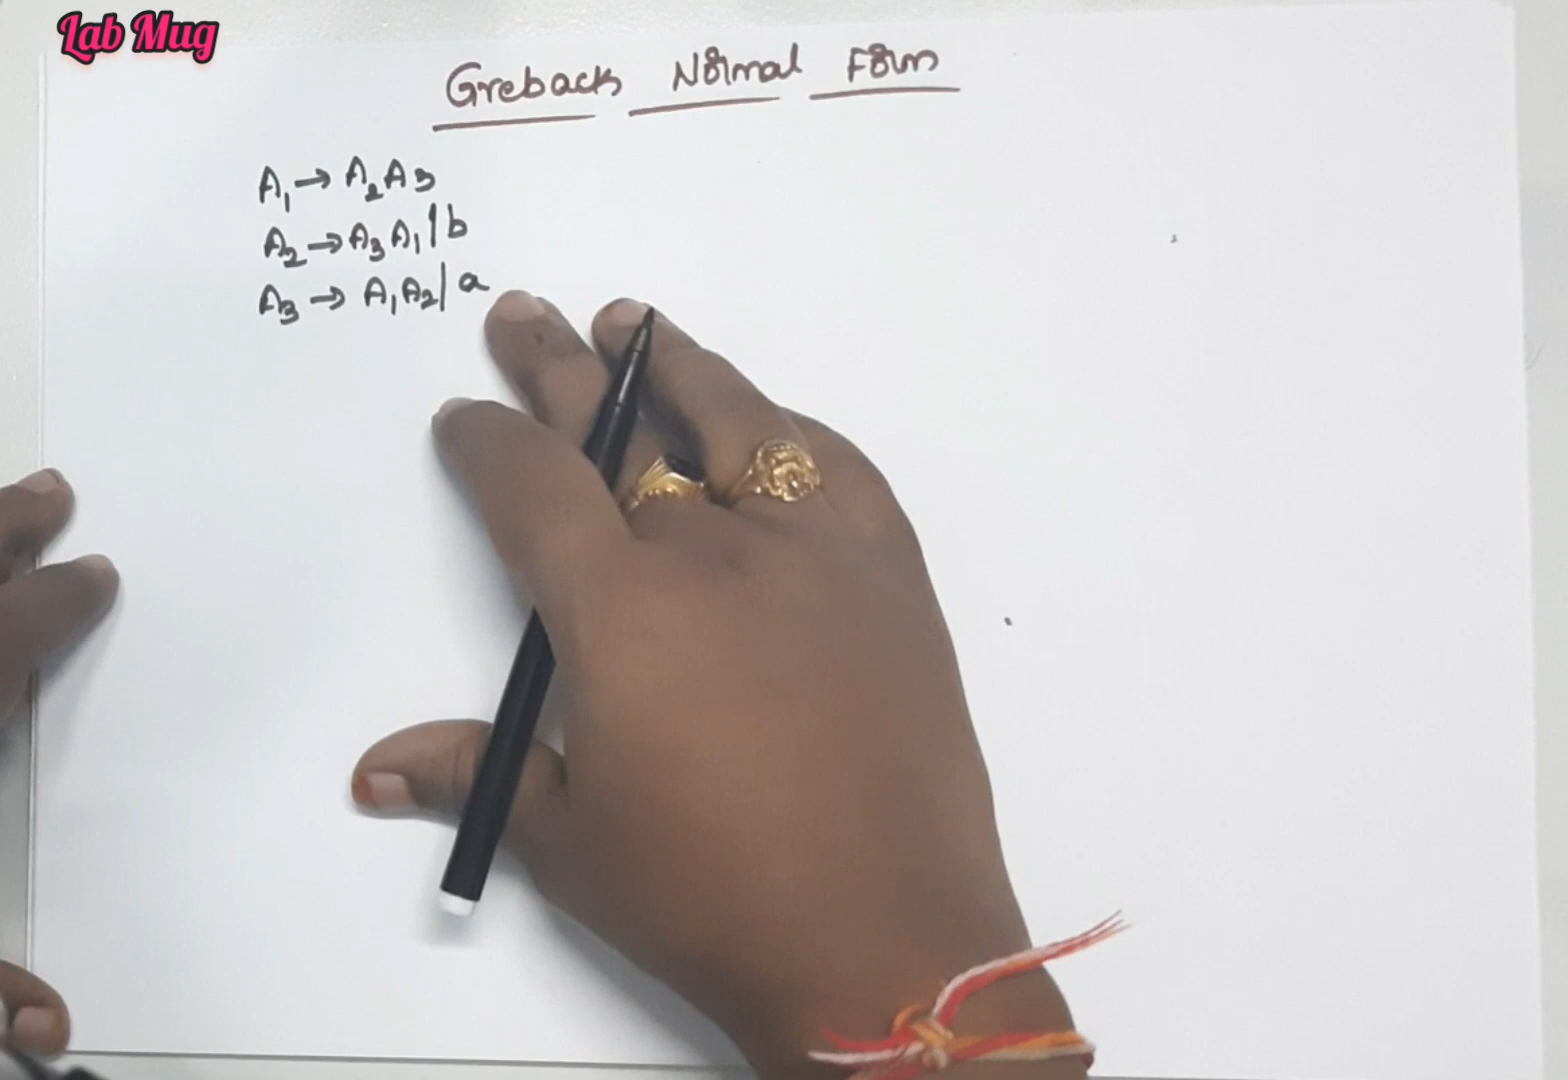 Lab Mug
Greback Normal Form
A₁ → A₂A₃
A₂ → A₃A₁|b
A₃ → A₁A₂|a